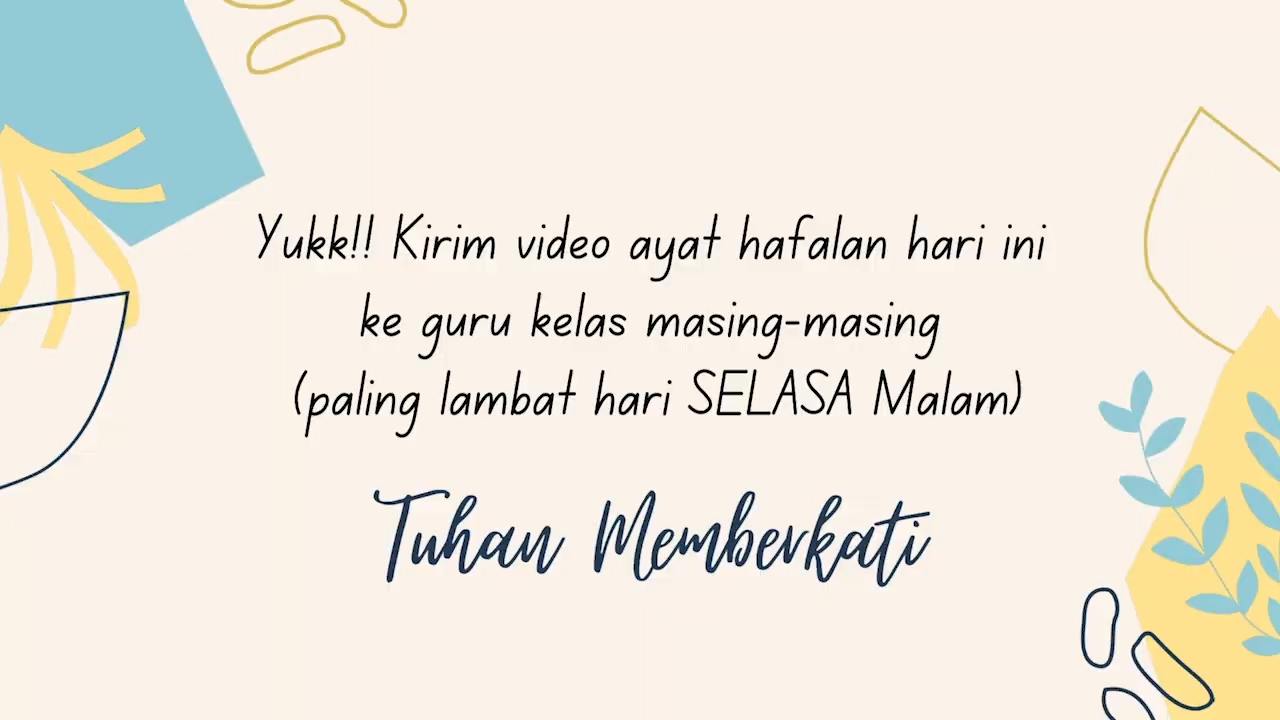 Yukk!! Kirim video ayat hafalan hari ini
ke guru kelas masing-masing
(paling lambat hari SELASA Malam)
Tuhan Memberkati